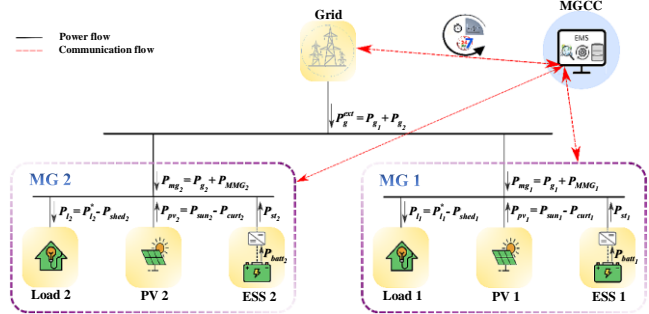 Power flow
Communication flow
Grid
MGCC
EMS
P_g^ext = P_g1 + P_g2
MG 2
P_mg2 = P_g2 + P_MMG2
P_l2 = P*_l2 - P_shed2
P_pv2 = P_sun2 - P_curt2
P_st2
P_batt2
Load 2
PV 2
ESS 2
MG 1
P_mg1 = P_g1 + P_MMG1
P_l1 = P*_l1 - P_shed1
P_pv1 = P_sun1 - P_curt1
P_st1
P_batt1
Load 1
PV 1
ESS 1